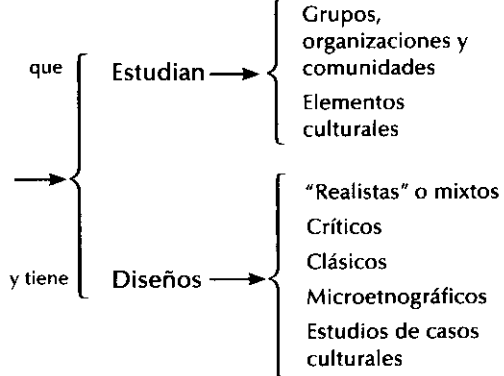 Grupos,
organizaciones y
comunidades
que
Estudian
Elementos
culturales
"Realistas" o mixtos
Críticos
Clásicos
y tiene
Diseños
Microetnográficos
Estudios de casos
culturales